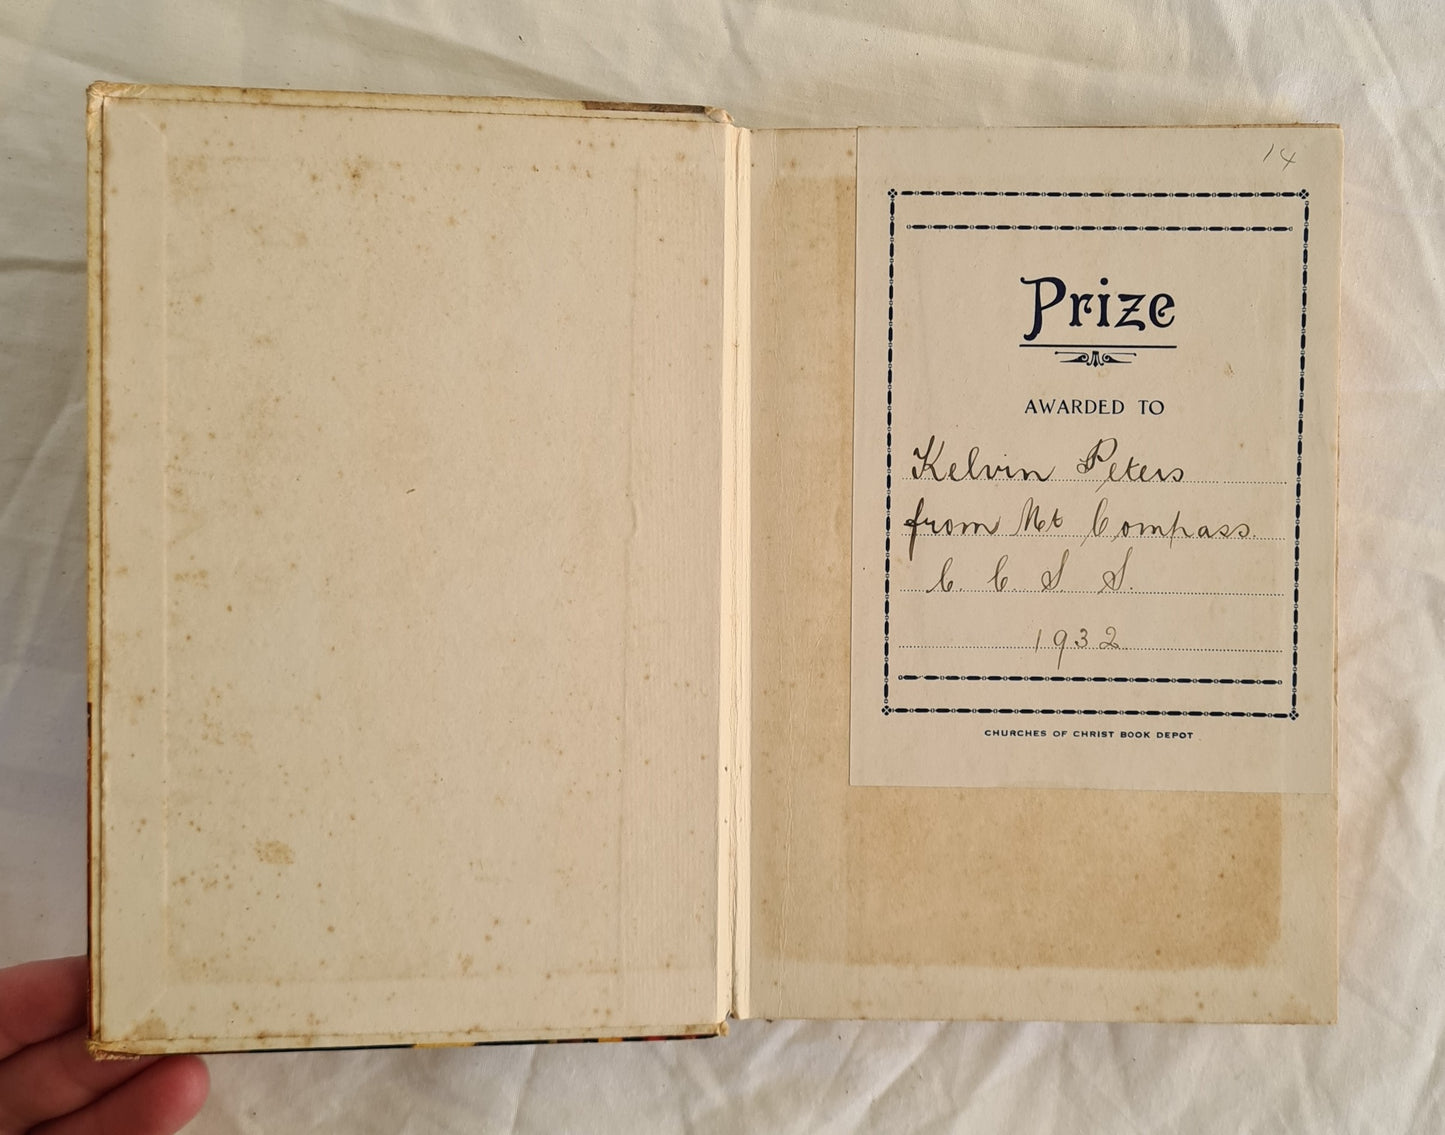 14
Prize
AWARDED TO
Kelvin Peters
from Mt Compass.
C. C. S. S.
1932
CHURCHES OF CHRIST BOOK DEPOT